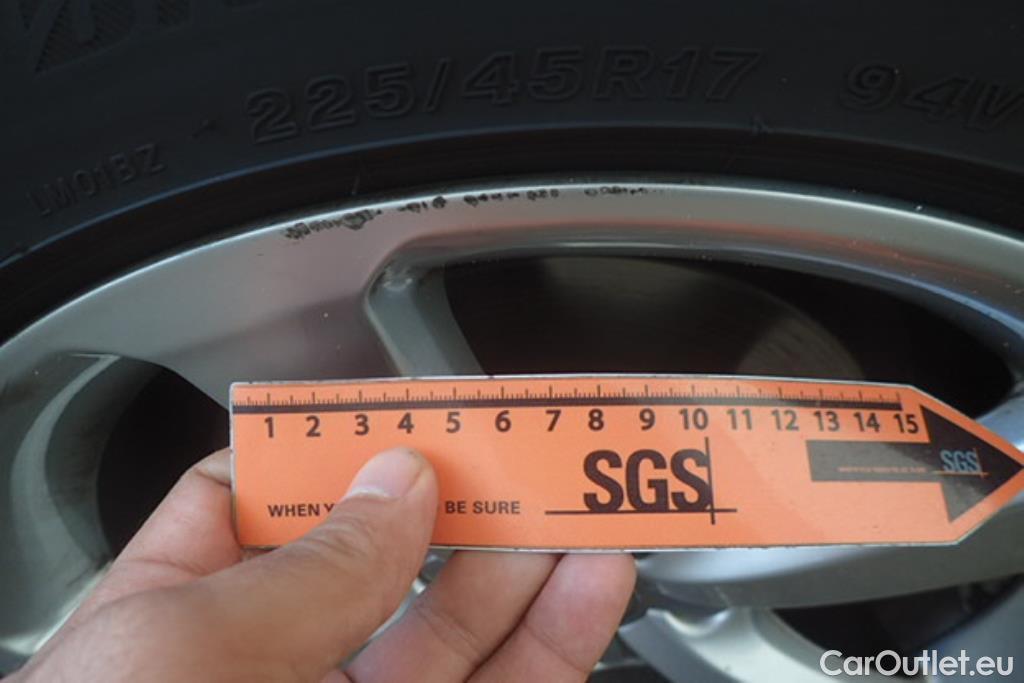 225/45R17 94V
LM01BZ
1 2 3 4 5 6 7 8 9 10 11 12 13 14 15
SGS
SGS
WHEN BE SURE
CarOutlet.eu